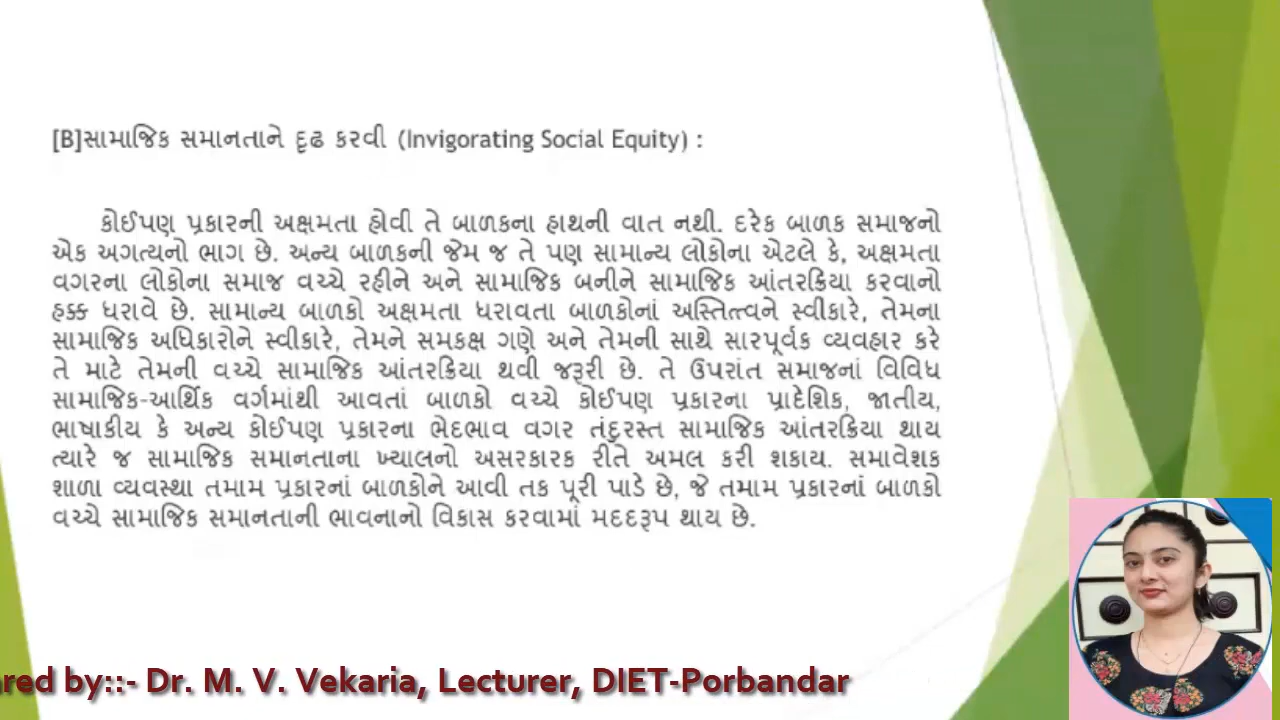 [B]સામાજિક સમાનતાને દૃઢ કરવી (Invigorating Social Equity) :
કોઈપણ પ્રકારની અક્ષમતા હોવી તે બાળકના હાથની વાત નથી. દરેક બાળક સમાજનો
એક અગત્યનો ભાગ છે. અન્ય બાળકની જેમ જ તે પણ સામાન્ય લોકોના એટલે કે, અક્ષમતા
વગરના લોકોના સમાજ વચ્ચે રહીને અને સામાજિક બનીને સામાજિક આંતરક્રિયા કરવાનો
હક્ક ધરાવે છે. સામાન્ય બાળકો અક્ષમતા ધરાવતા બાળકોનાં અસ્તિત્ત્વને સ્વીકારે, તેમના
સામાજિક અધિકારોને સ્વીકારે, તેમને સમકક્ષ ગણે અને તેમની સાથે સારપૂર્વક વ્યવહાર કરે
તે માટે તેમની વચ્ચે સામાજિક આંતરક્રિયા થવી જરૂરી છે. તે ઉપરાંત સમાજનાં વિવિધ
સામાજિક-આર્થિક વર્ગમાંથી આવતાં બાળકો વચ્ચે કોઈપણ પ્રકારના પ્રાદેશિક, જાતીય,
ભાષાકીય કે અન્ય કોઈપણ પ્રકારના ભેદભાવ વગર તંદુરસ્ત સામાજિક આંતરક્રિયા થાય
ત્યારે જ સામાજિક સમાનતાના ખ્યાલનો અસરકારક રીતે અમલ કરી શકાય. સમાવેશક
શાળા વ્યવસ્થા તમામ પ્રકારનાં બાળકોને આવી તક પૂરી પાડે છે, જે તમામ પ્રકારનાં બાળકો
વચ્ચે સામાજિક સમાનતાની ભાવનાનો વિકાસ કરવામાં મદદરૂપ થાય છે.
ared by::- Dr. M. V. Vekaria, Lecturer, DIET-Porbandar